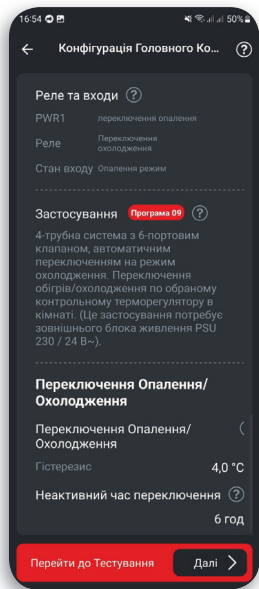 16:54 50%
Конфігурація Головного Ко... ?
Реле та входи ?
PWR1 переключення опалення
Реле Переключення
охолодження
Стан входу Опалення режим
Застосування Програма 09 ?
4-трубна система з 6-портовим
клапаном, автоматичним
переключенням на режим
охолодження. Переключення
обігрів/охолодження по обраному
контрольному терморегулятору в
кімнаті. (Це застосування потребує
зовнішнього блока живлення PSU
230 / 24 В~).
Переключення Опалення/
Охолодження
Переключення Опалення/
Охолодження
Гістерезис 4,0 °C
Неактивний час переключення ?
6 год
Перейти до Тестування Далі